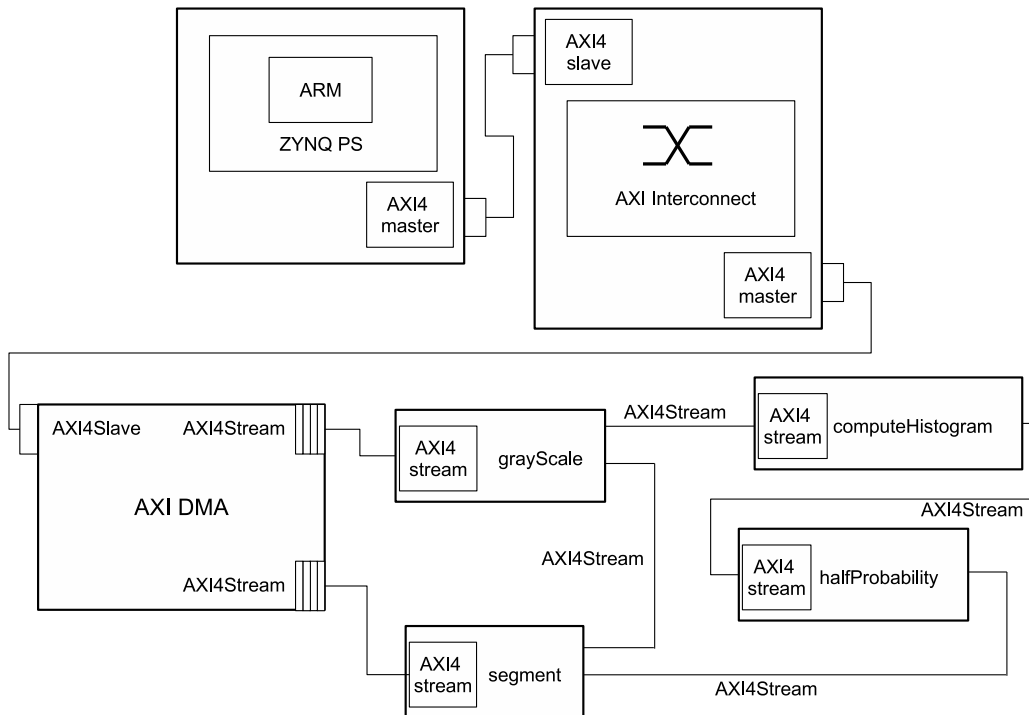 ARM
ZYNQ PS
AXI4
master
AXI4
slave
AXI Interconnect
AXI4
master
AXI4Slave
AXI4Stream
AXI DMA
AXI4Stream
AXI4
stream
grayScale
AXI4Stream
AXI4
stream
computeHistogram
AXI4Stream
AXI4Stream
AXI4
stream
halfProbability
AXI4
stream
segment
AXI4Stream